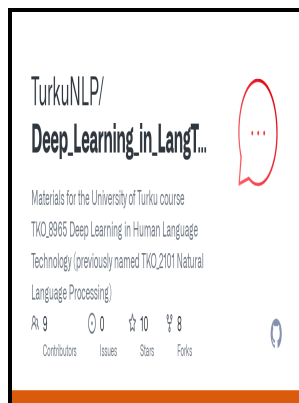 TurkuNLP/
Deep_Learning_in_LangT...
Materials for the University of Turku course
TKO_8965 Deep Learning in Human Language
Technology (previously named TKO_2101 Natural
Language Processing)
9 0 10 8
Contributors Issues Stars Forks